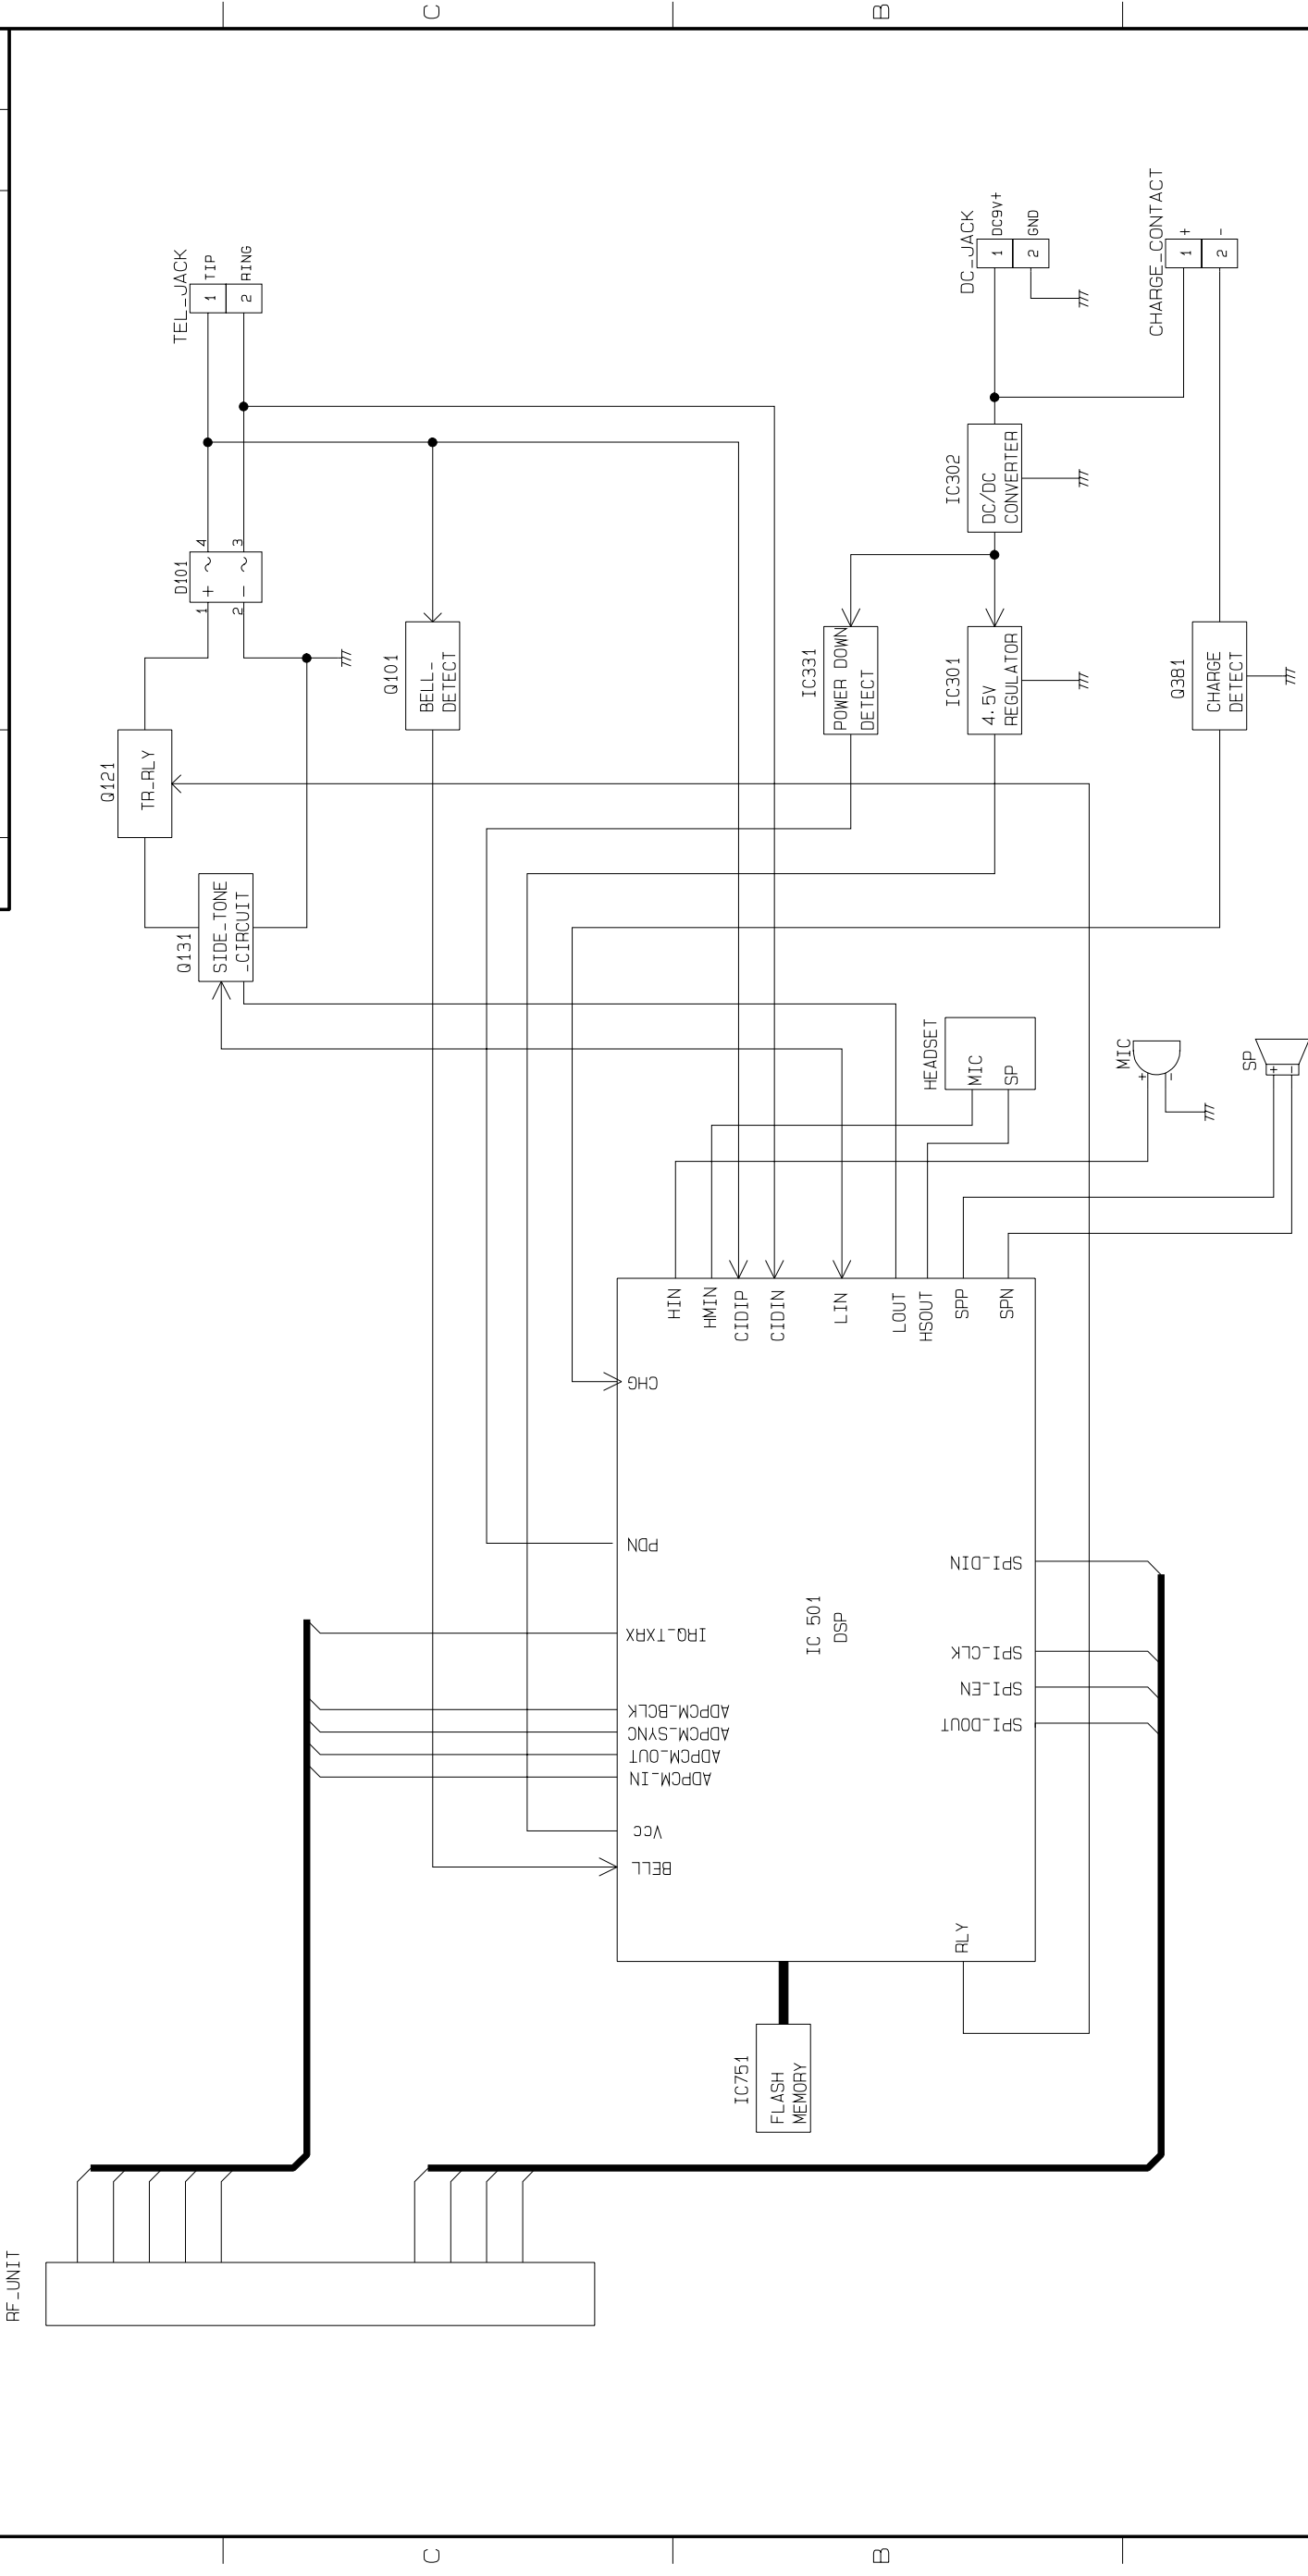 C
B
TEL_JACK
1 TIP
2 RING
D101
1 + ~ 4
2 - ~ 3
Q121
TR_RLY
Q131
SIDE_TONE
_CIRCUIT
Q101
BELL_
DETECT
DC_JACK
1 DC9V+
2 GND
CHARGE_CONTACT
1 +
2 -
IC302
DC/DC
CONVERTER
IC331
POWER DOWN
DETECT
IC301
4.5V
REGULATOR
Q381
CHARGE
DETECT
HEADSET
MIC
SP
MIC
+
-
SP
+
-
HIN
HMIN
CIDIP
CIDIN
LIN
LOUT
HSOUT
SPP
SPN
CHG
PDN
IRQ_TXRX
ADPCM_BCLK
ADPCM_SYNC
ADPCM_OUT
ADPCM_IN
Vcc
BELL
IC 501
DSP
SPI_DIN
SPI_CLK
SPI_EN
SPI_DOUT
RLY
IC751
FLASH
MEMORY
RF_UNIT
C
B